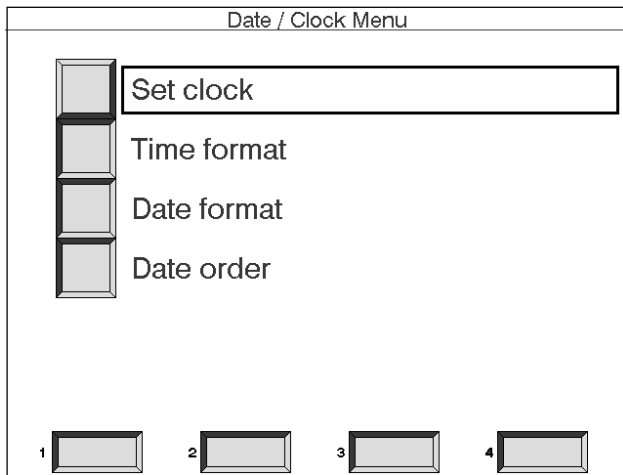 Date / Clock Menu
Set clock
Time format
Date format
Date order
1 2 3 4